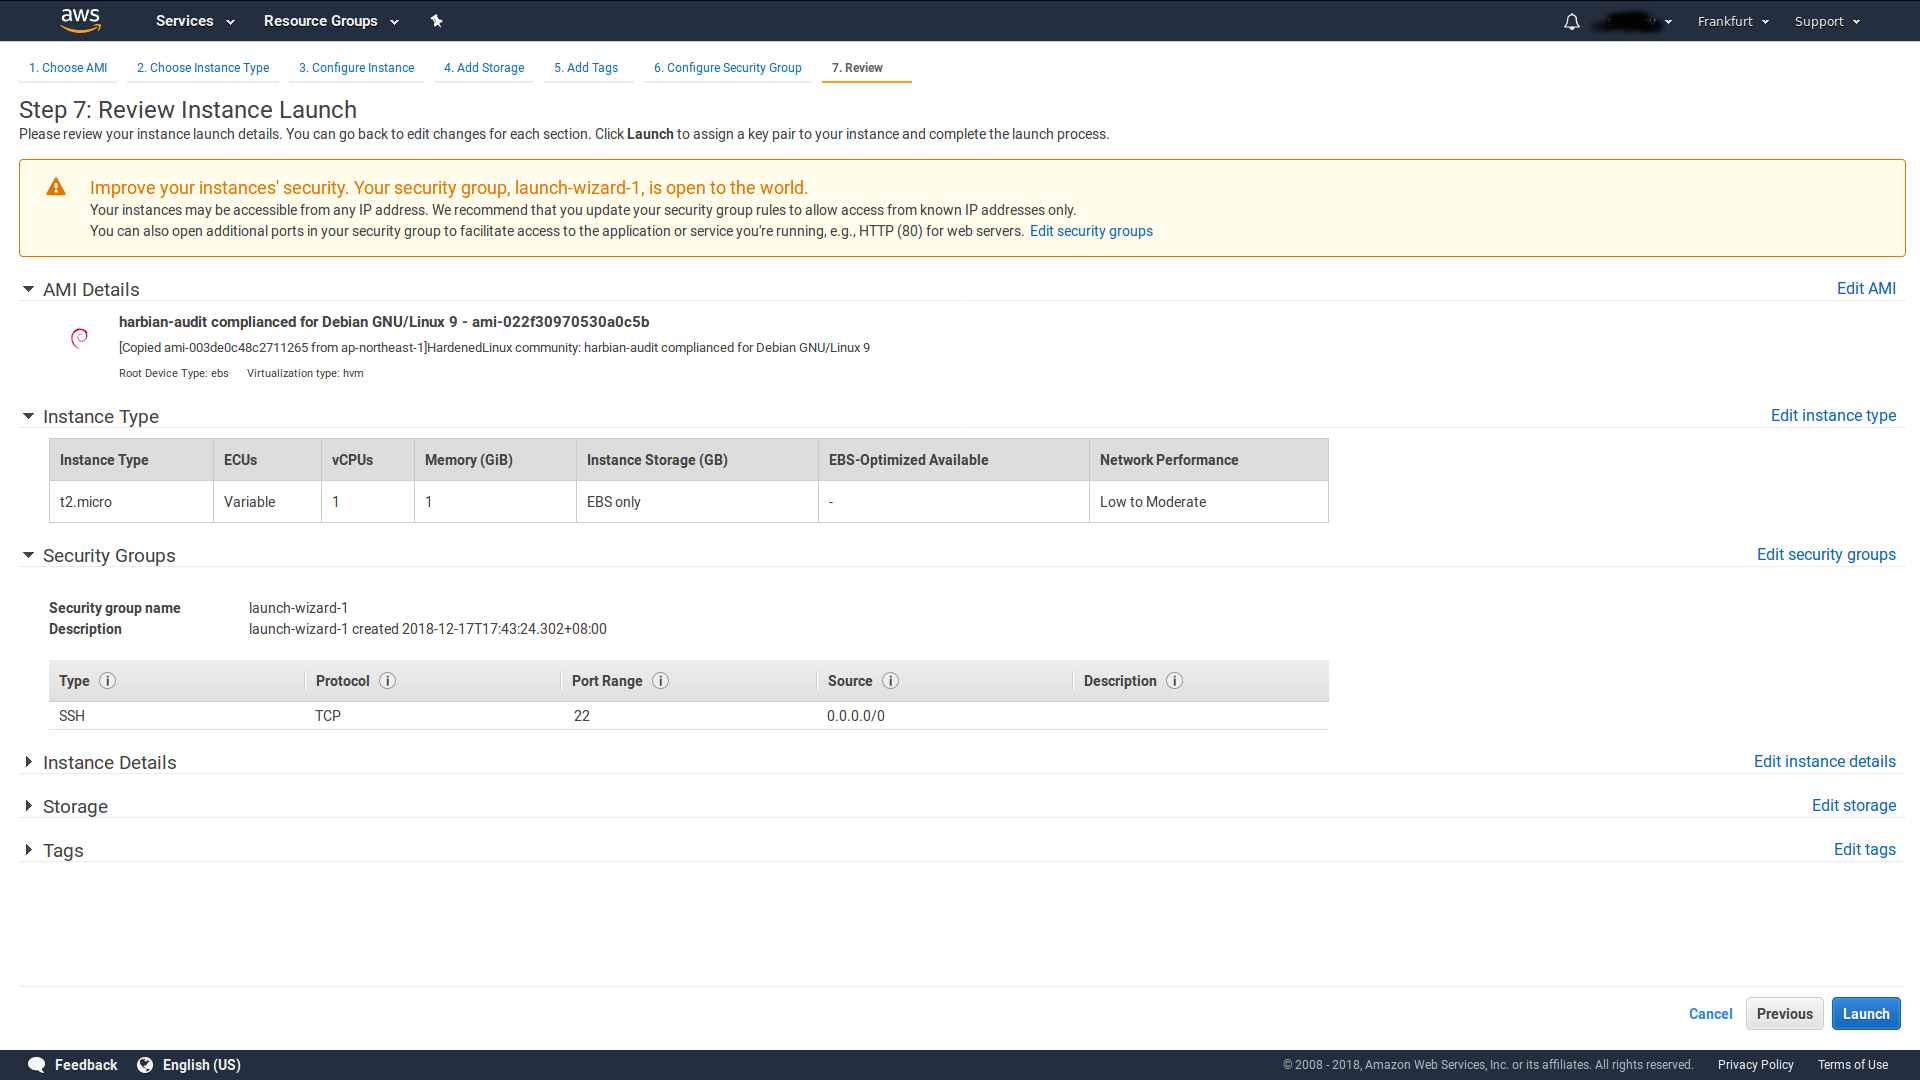 aws Services Resource Groups Frankfurt Support
1. Choose AMI 2. Choose Instance Type 3. Configure Instance 4. Add Storage 5. Add Tags 6. Configure Security Group 7. Review
Step 7: Review Instance Launch
Please review your instance launch details. You can go back to edit changes for each section. Click Launch to assign a key pair to your instance and complete the launch process.
Improve your instances' security. Your security group, launch-wizard-1, is open to the world.
Your instances may be accessible from any IP address. We recommend that you update your security group rules to allow access from known IP addresses only.
You can also open additional ports in your security group to facilitate access to the application or service you're running, e.g., HTTP (80) for web servers. Edit security groups
AMI Details Edit AMI
harbian-audit complianced for Debian GNU/Linux 9 - ami-022f30970530a0c5b
[Copied ami-003de0c48c2711265 from ap-northeast-1]HardenedLinux community: harbian-audit complianced for Debian GNU/Linux 9
Root Device Type: ebs Virtualization type: hvm
Instance Type Edit instance type
Instance Type ECUs vCPUs Memory (GiB) Instance Storage (GB) EBS-Optimized Available Network Performance
t2.micro Variable 1 1 EBS only - Low to Moderate
Security Groups Edit security groups
Security group name launch-wizard-1
Description launch-wizard-1 created 2018-12-17T17:43:24.302+08:00
Type Protocol Port Range Source Description
SSH TCP 22 0.0.0.0/0
Instance Details Edit instance details
Storage Edit storage
Tags Edit tags
Cancel Previous Launch
Feedback English (US) © 2008 - 2018, Amazon Web Services, Inc. or its affiliates. All rights reserved. Privacy Policy Terms of Use